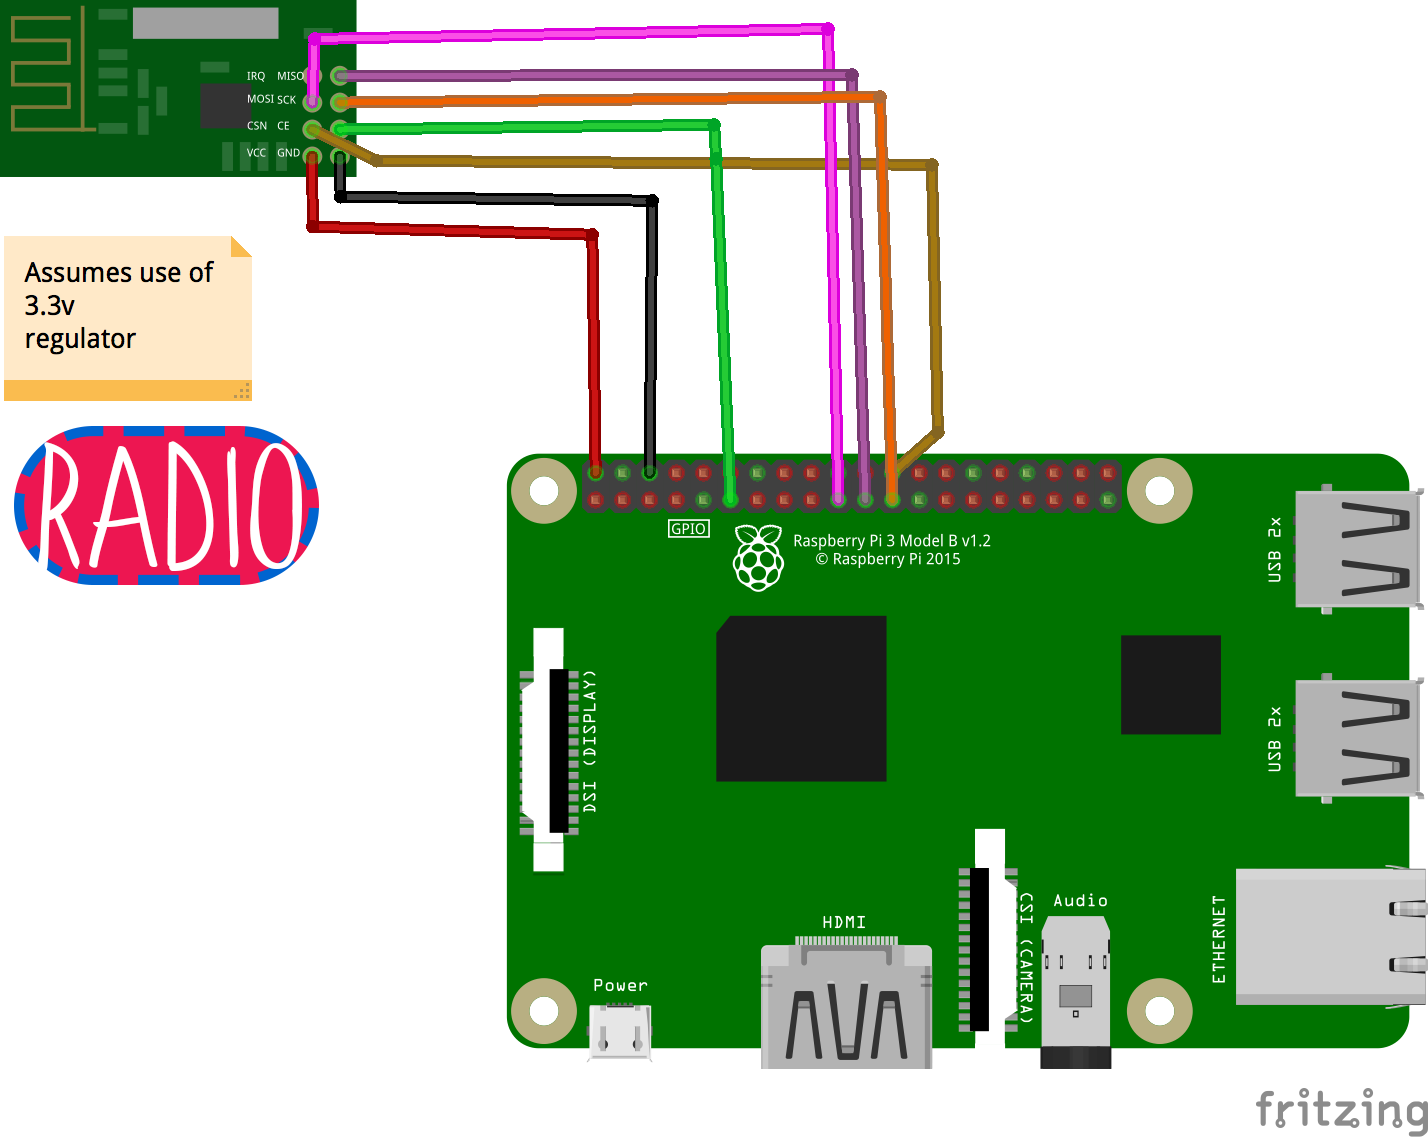 IRQ MISO
MOSI SCK
CSN CE
VCC GND
Assumes use of
3.3v
regulator
RADIO
GPIO
Raspberry Pi 3 Model B v1.2
© Raspberry Pi 2015
USB 2x
USB 2x
DSI (DISPLAY)
CSI (CAMERA)
ETHERNET
Audio
HDMI
Power
fritzing